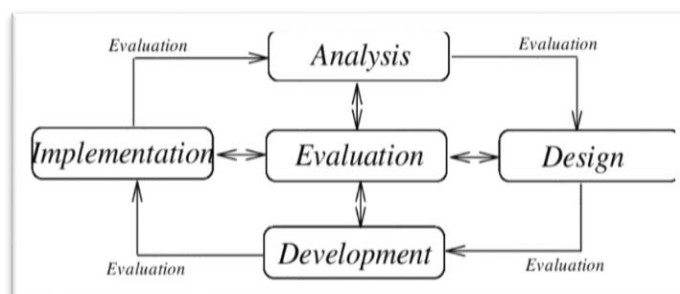 Evaluation
Analysis
Evaluation
Implementation
Evaluation
Design
Development
Evaluation
Evaluation